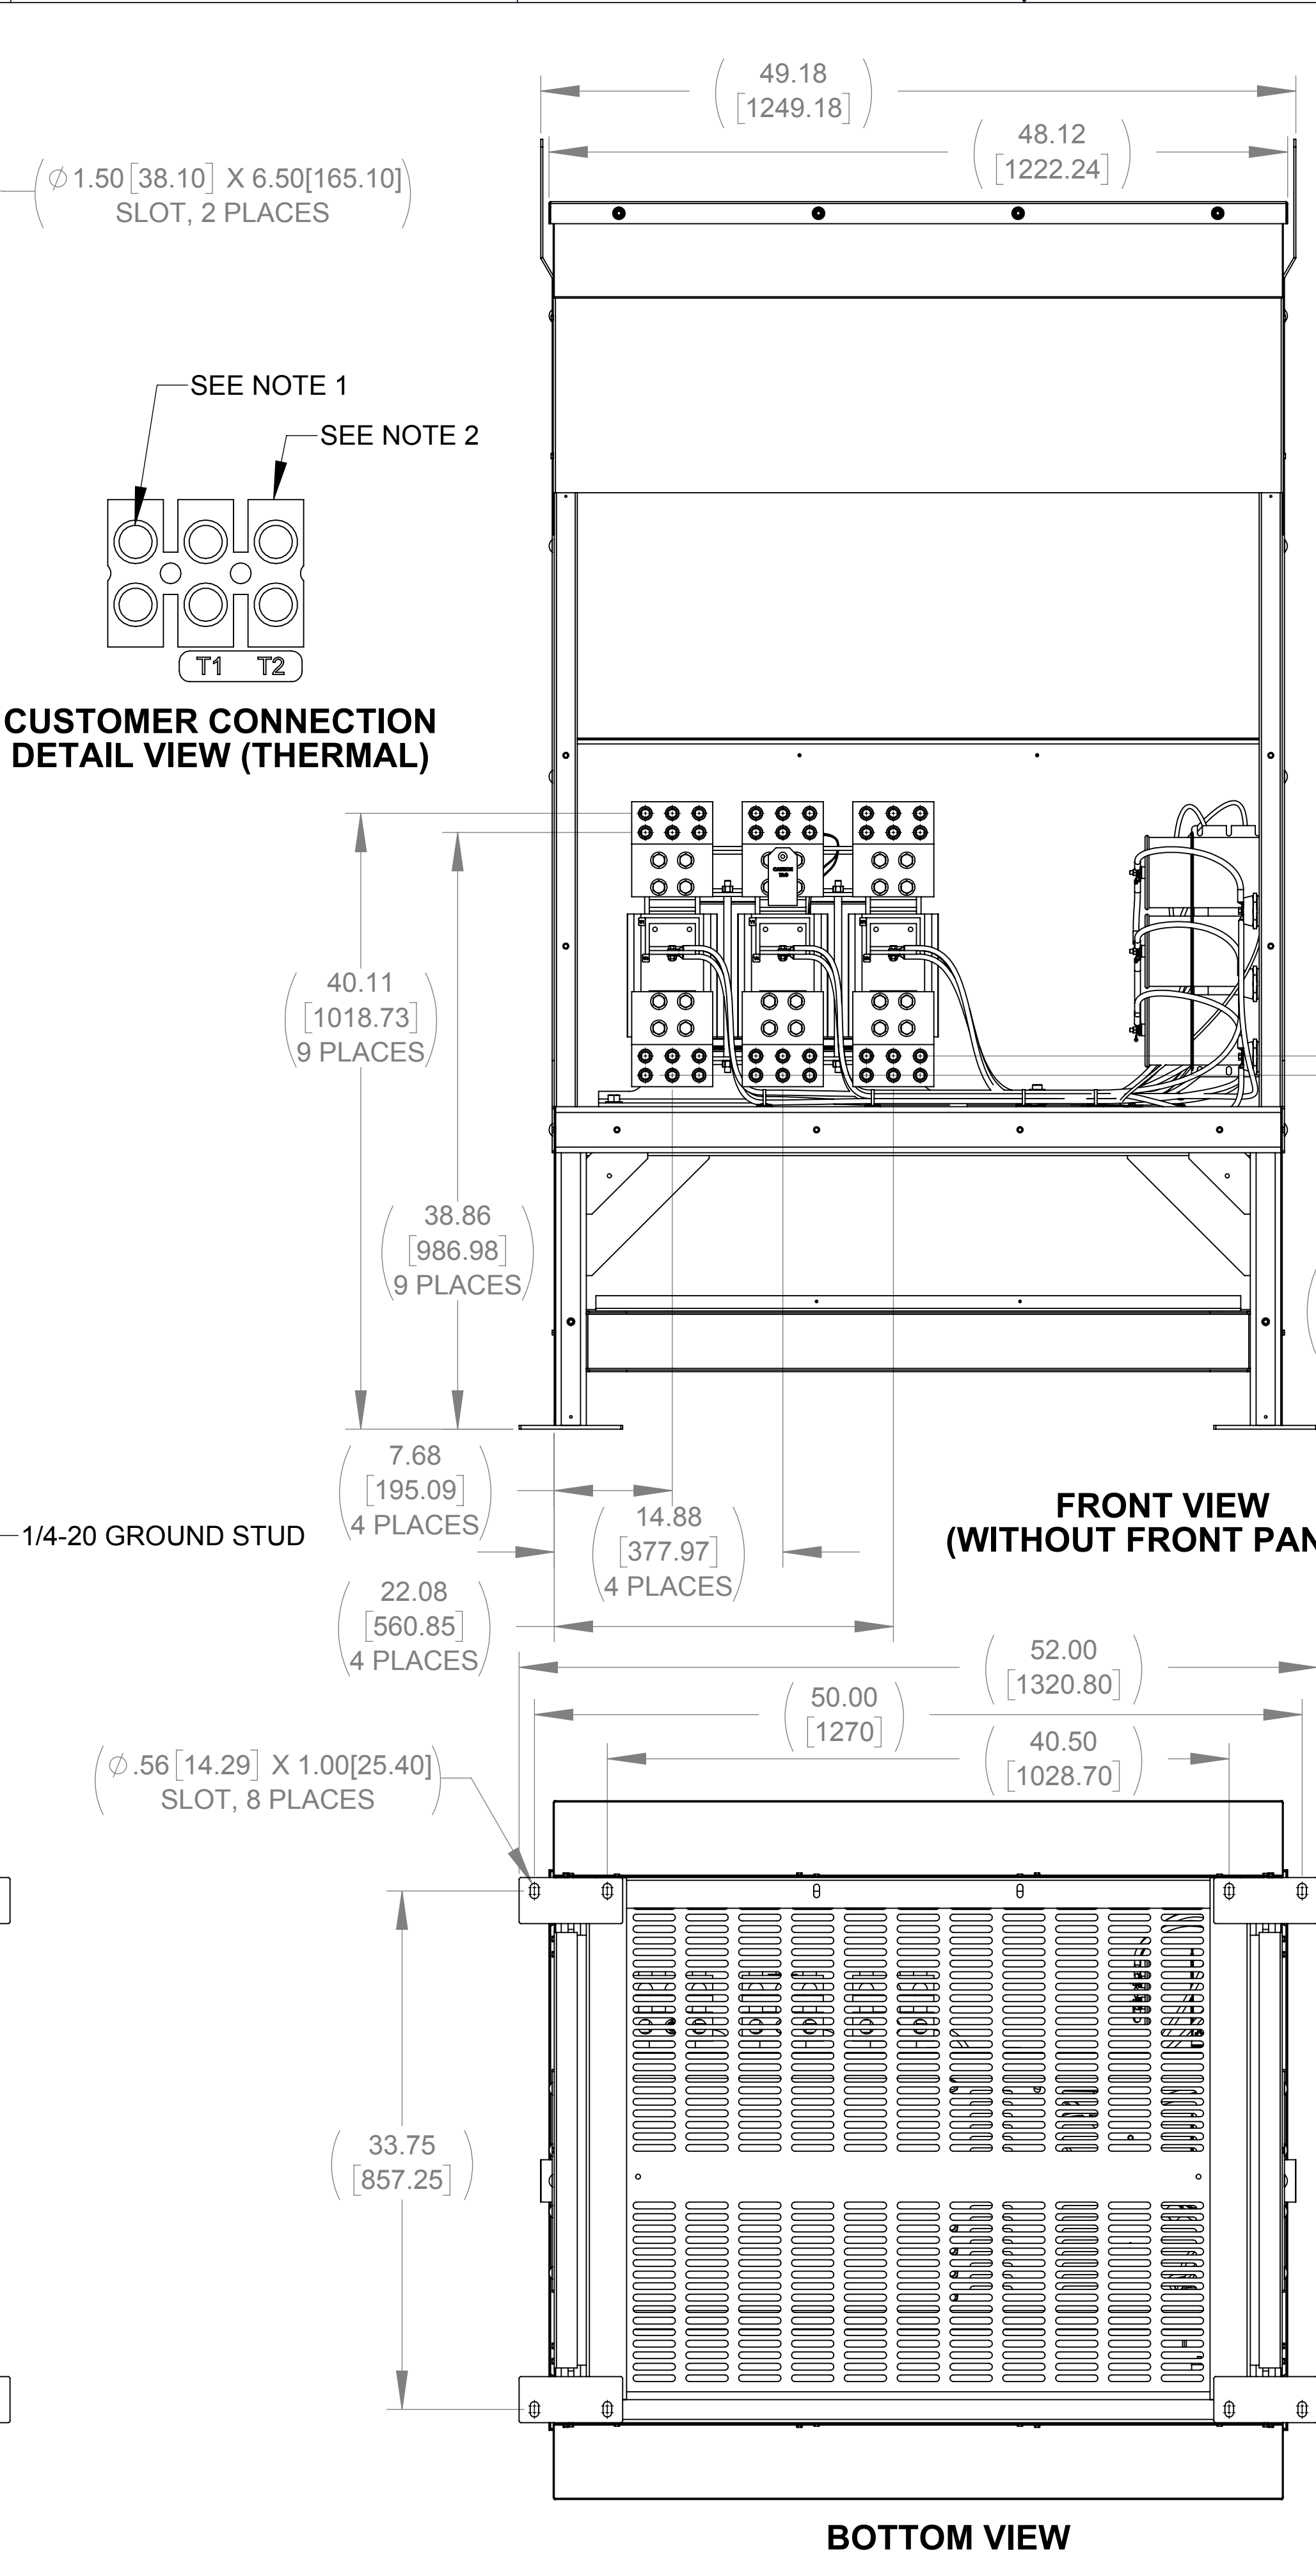 49.18
[1249.18]
48.12
[1222.24]
⌀1.50[38.10] X 6.50[165.10]
SLOT, 2 PLACES
SEE NOTE 1
SEE NOTE 2
T1 T2
CUSTOMER CONNECTION
DETAIL VIEW (THERMAL)
40.11
[1018.73]
9 PLACES
38.86
[986.98]
9 PLACES
7.68
[195.09]
4 PLACES
14.88
[377.97]
4 PLACES
22.08
[560.85]
4 PLACES
1/4-20 GROUND STUD
FRONT VIEW
(WITHOUT FRONT PAN
52.00
[1320.80]
50.00
[1270]
40.50
[1028.70]
⌀.56[14.29] X 1.00[25.40]
SLOT, 8 PLACES
33.75
[857.25]
BOTTOM VIEW